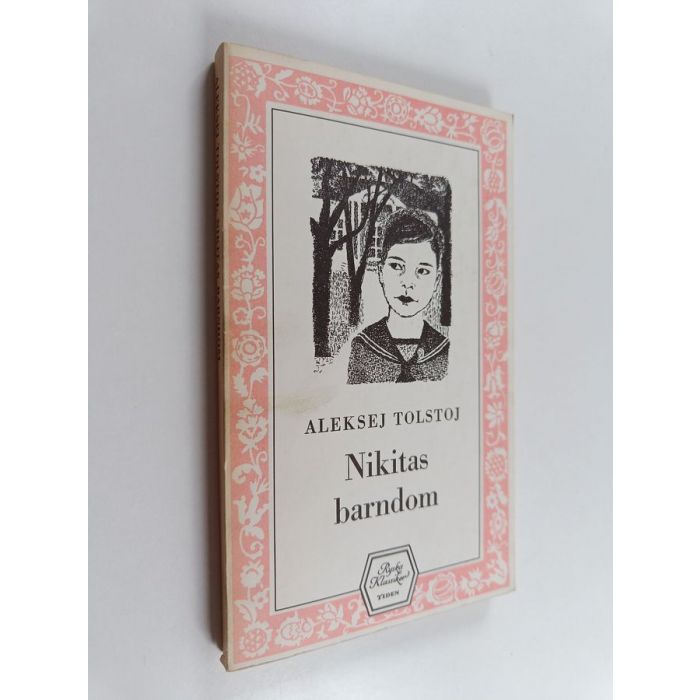 ALEKSEJ TOLSTOJ
Nikitas
barndom
Ryska
Klassiker
TIDEN